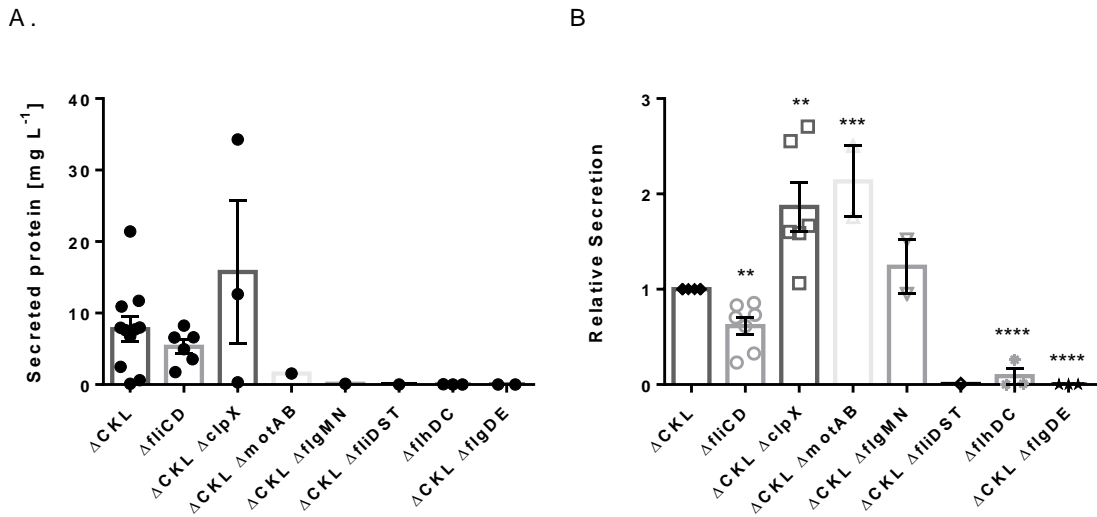 A.
B
Secreted protein [mg L-1]
40
30
20
10
0
ΔCKL
ΔfliCD
ΔCKL ΔclpX
ΔCKL ΔmotAB
ΔCKL ΔflgMN
ΔCKL ΔfliDST
ΔflhDC
ΔCKL ΔflgDE
Relative Secretion
3
2
1
0
**
**
***
****
****
ΔCKL
ΔfliCD
ΔCKL ΔclpX
ΔCKL ΔmotAB
ΔCKL ΔflgMN
ΔCKL ΔfliDST
ΔflhDC
ΔCKL ΔflgDE